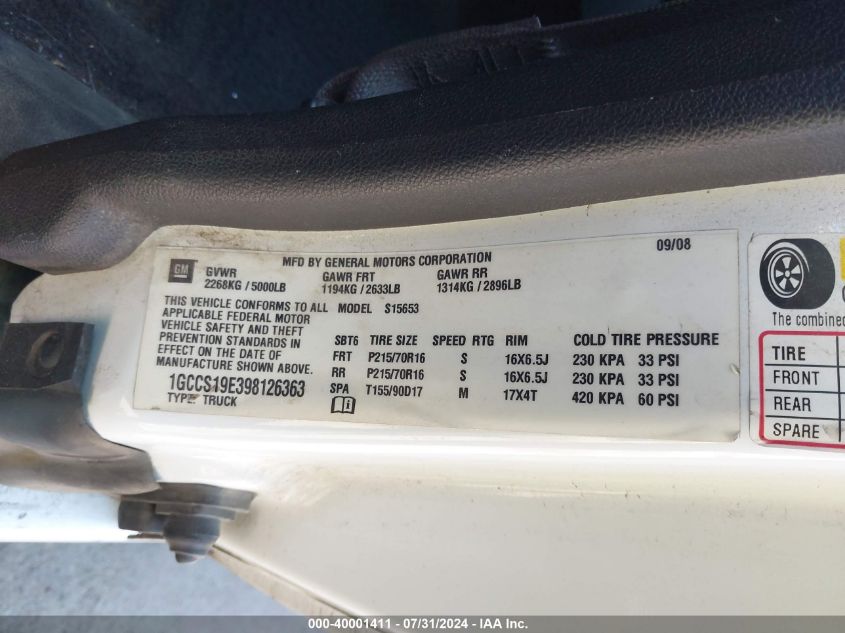 MFD BY GENERAL MOTORS CORPORATION 09/08
GM
GVWR GAWR FRT GAWR RR
2268KG / 5000LB 1194KG / 2633LB 1314KG / 2896LB
THIS VEHICLE CONFORMS TO ALL MODEL S15653
APPLICABLE FEDERAL MOTOR
VEHICLE SAFETY AND THEFT
PREVENTION STANDARDS IN
EFFECT ON THE DATE OF
MANUFACTURE SHOWN ABOVE.
1GCCS19E398126363
TYPE: TRUCK
SBT6 TIRE SIZE SPEED RTG RIM COLD TIRE PRESSURE
FRT P215/70R16 S 16X6.5J 230 KPA 33 PSI
RR P215/70R16 S 16X6.5J 230 KPA 33 PSI
SPA T155/90D17 M 17X4T 420 KPA 60 PSI
The combined
TIRE
FRONT
REAR
SPARE
000-40001411 - 07/31/2024 - IAA Inc.